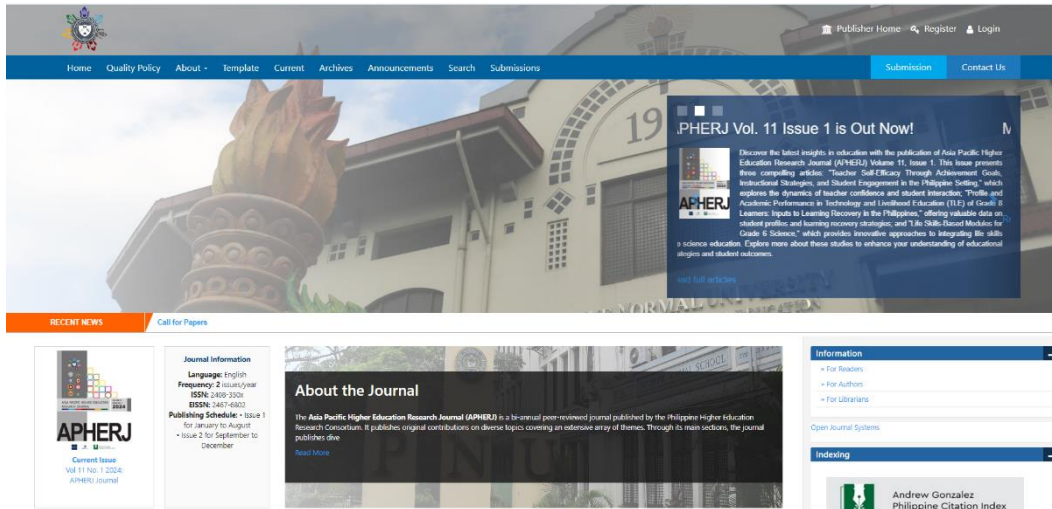 Publisher Home Register Login
Home Quality Policy About Template Current Archives Announcements Search Submissions Submission Contact Us
19
.PHERJ Vol. 11 Issue 1 is Out Now!
Discover the latest insights in education with the publication of Asia Pacific Higher
Education Research Journal (APHERJ) Volume 11, Issue 1. This issue presents
three compelling articles: "Teacher Self-Efficacy Through Achievement Goals,
Instructional Strategies, and Student Engagement in the Philippine Setting," which
explores the dynamics of teacher confidence and student interaction; "Profile and
Academic Performance in Technology and Livelihood Education (TLE) of Grade 8
Learners: Inputs to Learning Recovery in the Philippines," offering valuable data on
student profiles and learning recovery strategies; and "Life Skills-Based Modules for
Grade 6 Science," which provides innovative approaches to integrating life skills
o science education. Explore more about these studies to enhance your understanding of educational
ategies and student outcomes.
APHERJ
ead full articles
NORMAL UNIVERSITY
RECENT NEWS Call for Papers
2024
APHERJ
Current Issue
Vol 11 No. 1 2024:
APHERJ Journal
Journal Information
Language: English
Frequency: 2 issues/year
ISSN: 2408-350x
EISSN: 2467-6802
Publishing Schedule: • Issue 1
for January to August
• Issue 2 for September to
December
SCHOOL
About the Journal
The Asia Pacific Higher Education Research Journal (APHERJ) is a bi-annual peer-reviewed journal published by the Philippine Higher Education
Research Consortium. It publishes original contributions on diverse topics covering an extensive array of themes. Through its main sections, the journal
publishes dive
Read More
Information
» For Readers
» For Authors
» For Librarians
Open Journal Systems
Indexing
Andrew Gonzalez
Philippine Citation Index